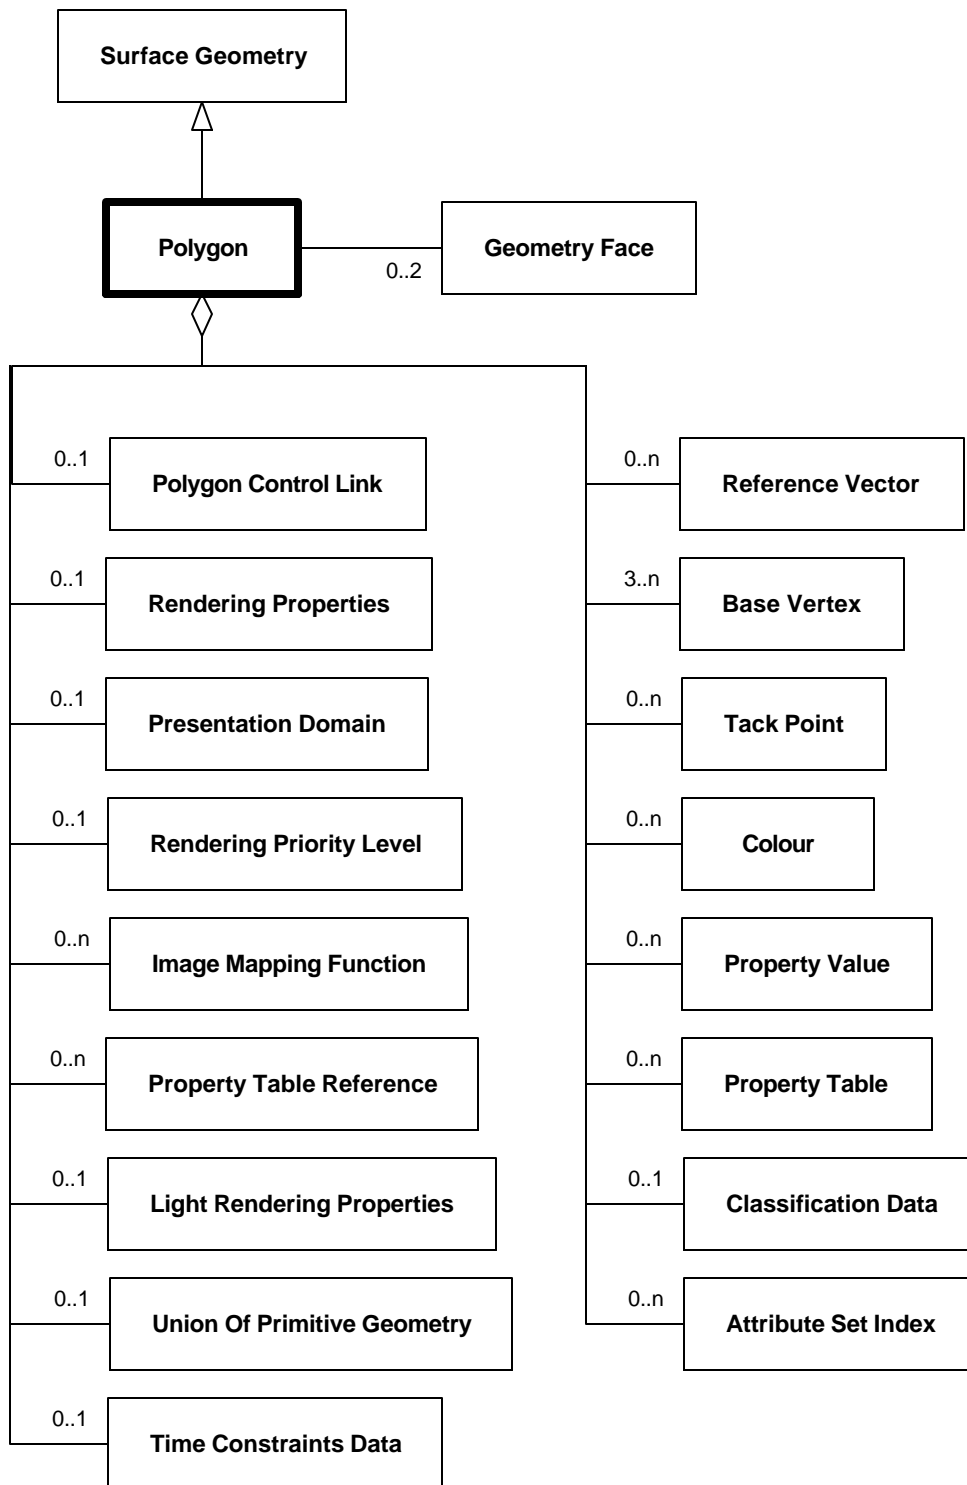 Surface Geometry
Polygon
Geometry Face
0..2
0..1
Polygon Control Link
0..1
Rendering Properties
0..1
Presentation Domain
0..1
Rendering Priority Level
0..n
Image Mapping Function
0..n
Property Table Reference
0..1
Light Rendering Properties
0..1
Union Of Primitive Geometry
0..1
Time Constraints Data
0..n
Reference Vector
3..n
Base Vertex
0..n
Tack Point
0..n
Colour
0..n
Property Value
0..n
Property Table
0..1
Classification Data
0..n
Attribute Set Index